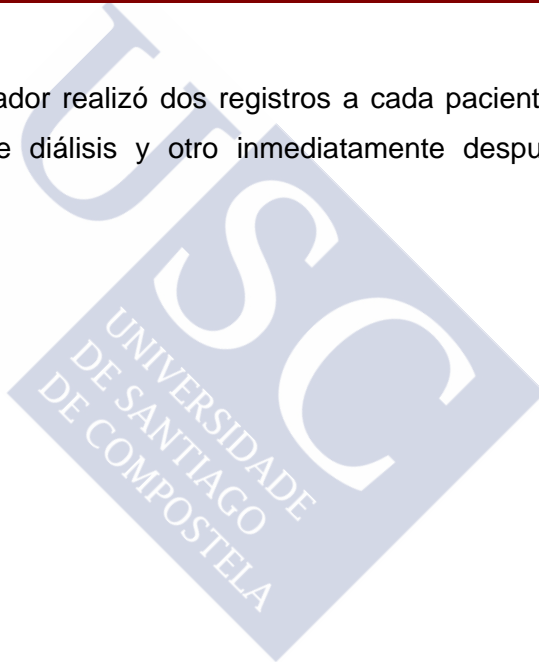 ador realizó dos registros a cada pacient
e diálisis y otro inmediatamente despu
USC
UNIVERSIDADE
DE SANTIAGO
DE COMPOSTELA